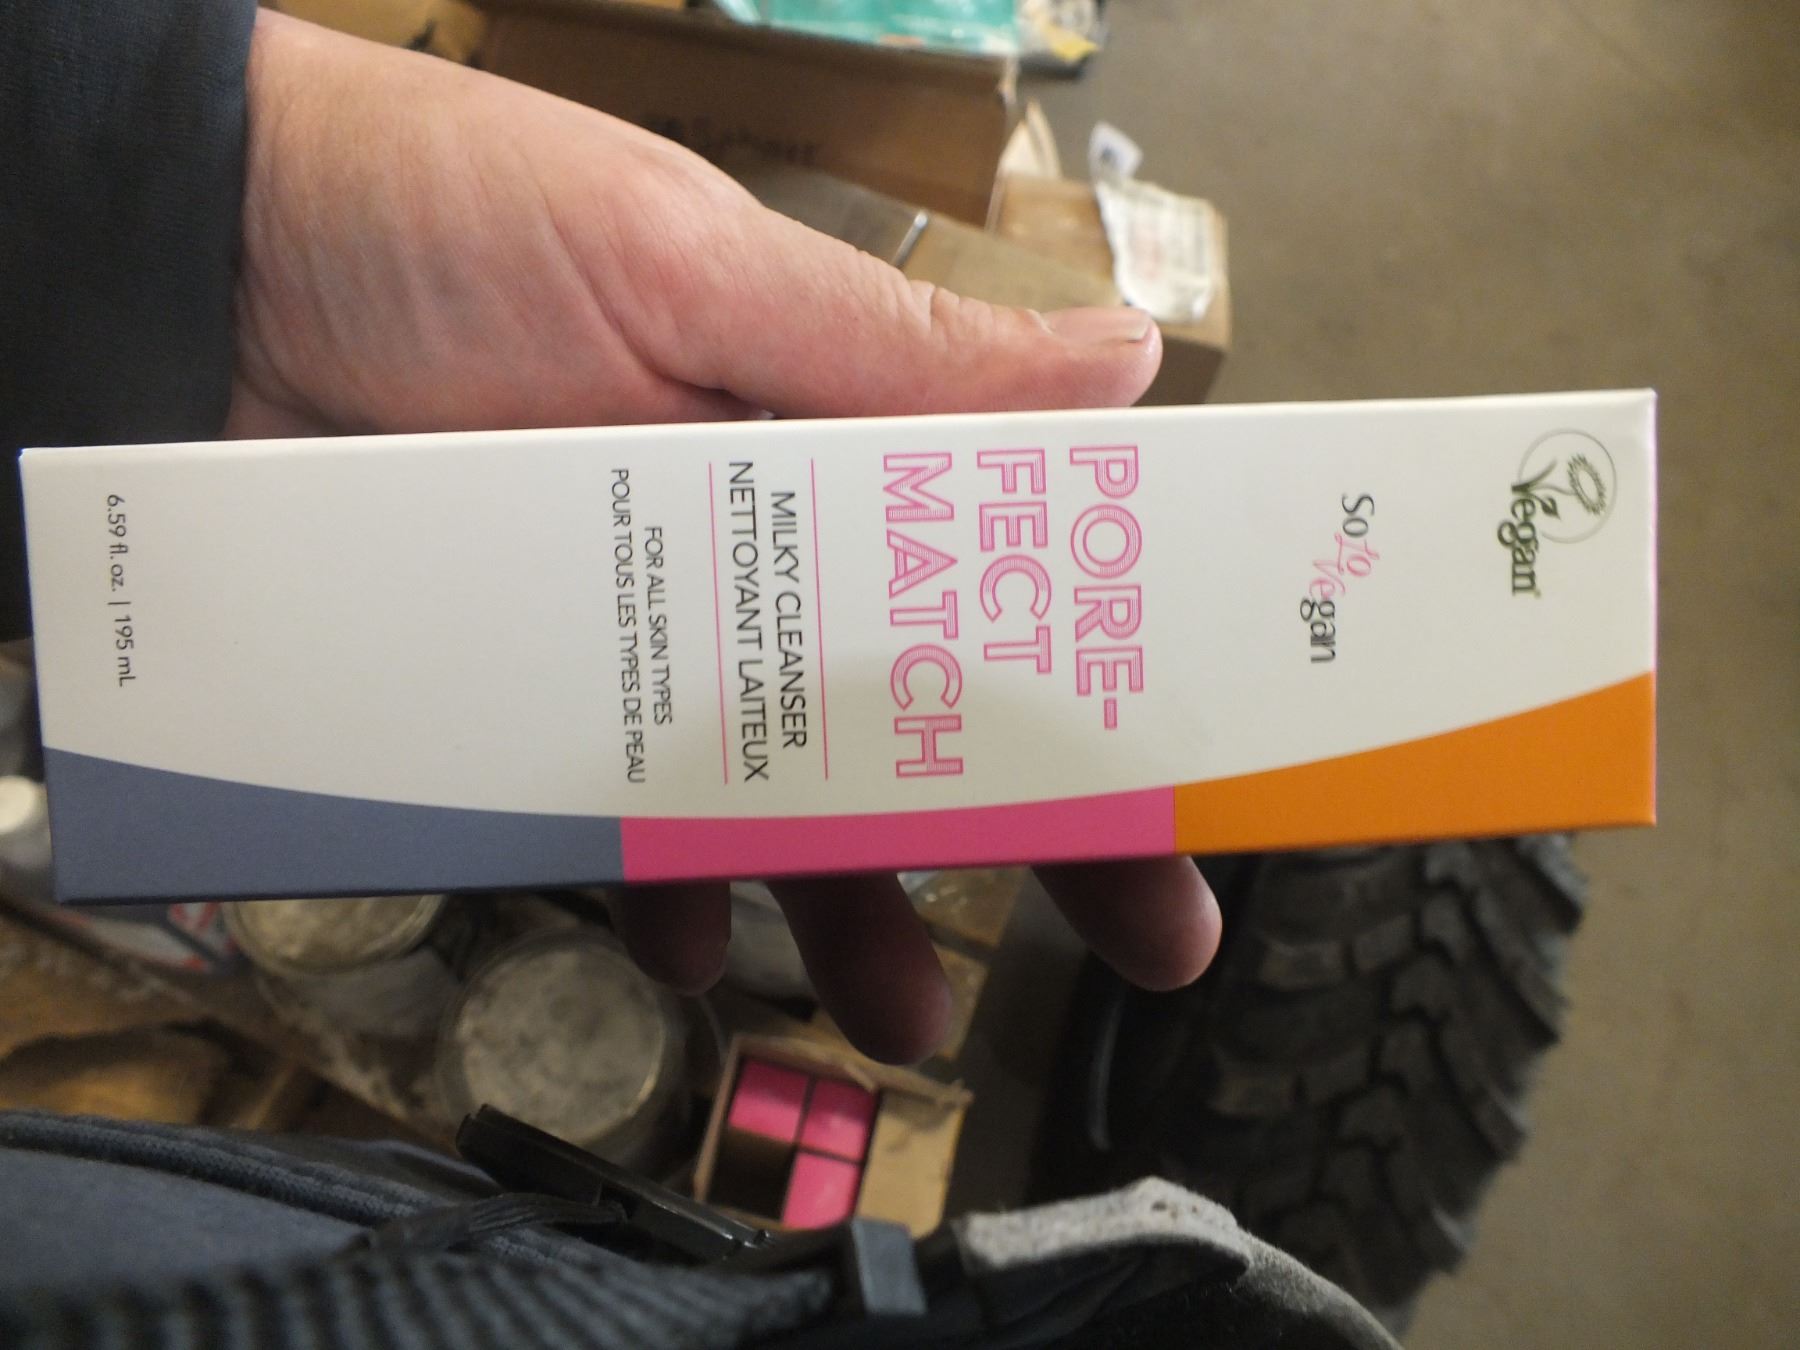 Vegan
SoLo
Vegan
PORE-
FECT
MATCH
MILKY CLEANSER
NETTOYANT LAITEUX
FOR ALL SKIN TYPES
POUR TOUS LES TYPES DE PEAU
6.59 fl. oz. | 195 mL